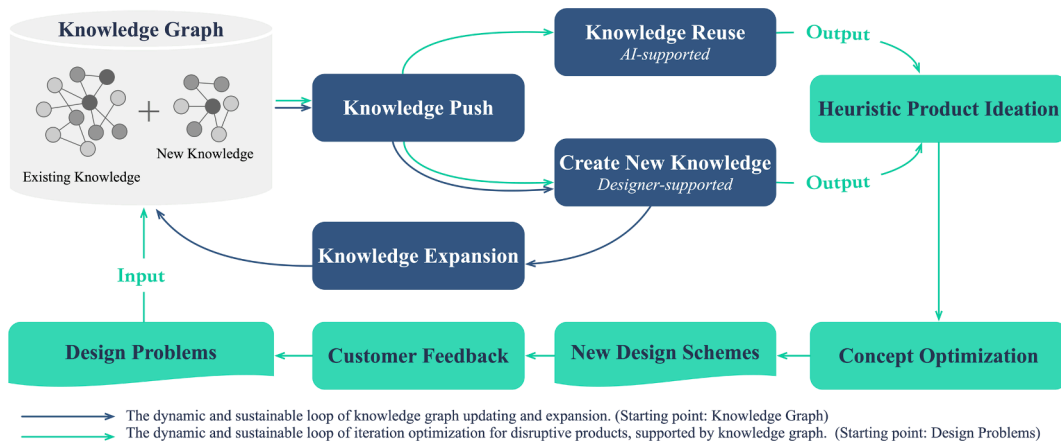 Knowledge Graph
New Knowledge
Existing Knowledge
Knowledge Push
Knowledge Reuse
AI-supported
Output
Heuristic Product Ideation
Create New Knowledge
Designer-supported
Output
Knowledge Expansion
Input
Design Problems
Customer Feedback
New Design Schemes
Concept Optimization
The dynamic and sustainable loop of knowledge graph updating and expansion. (Starting point: Knowledge Graph)
The dynamic and sustainable loop of iteration optimization for disruptive products, supported by knowledge graph. (Starting point: Design Problems)